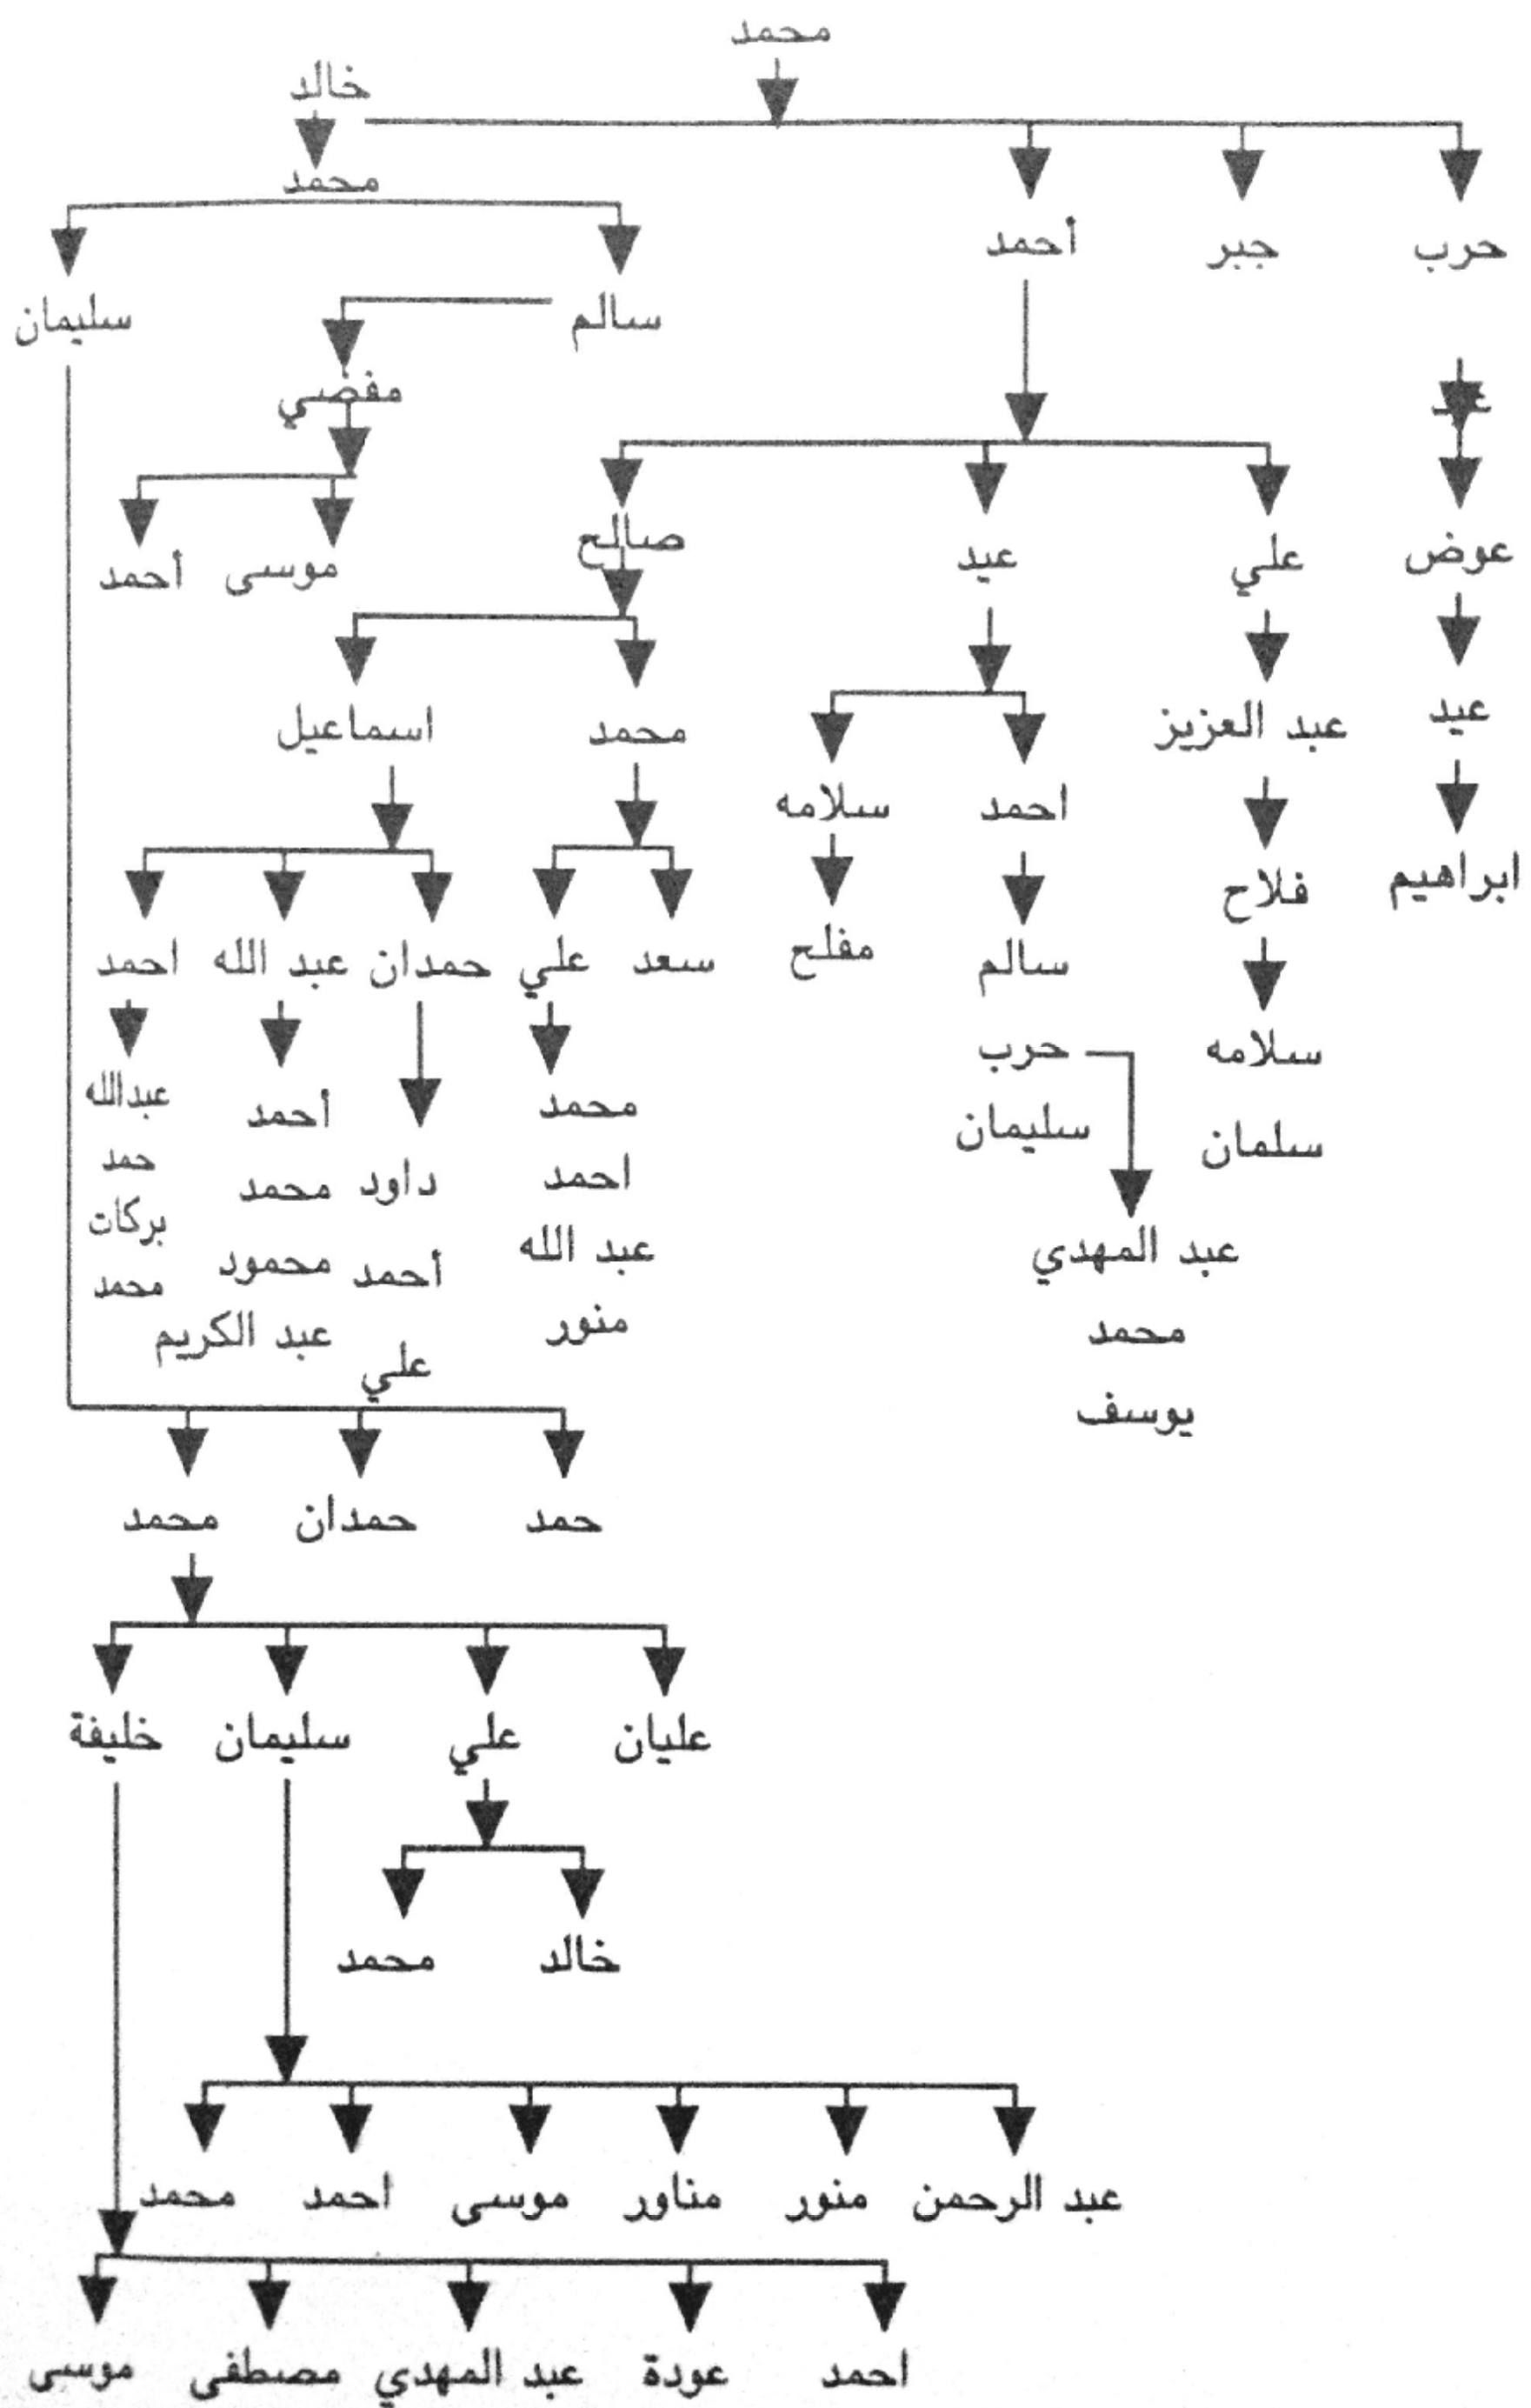 محمد
خالد
محمد
حرب جبر أحمد
سالم سليمان
مفضي
عوض علي عيد صالح
موسى أحمد
عيد عبد العزيز محمد اسماعيل
احمد سلامه
ابراهيم فلاح
سالم مفلح سعد علي حمدان عبد الله احمد
سلامه حرب
عبدالله
سلمان سليمان محمد أحمد
حمد
احمد داود محمد
بركات
عبد المهدي عبد الله أحمد محمود محمد
محمد منور علي عبد الكريم
يوسف
حمد حمدان محمد
عليان علي سليمان خليفة
خالد محمد
عبد الرحمن منور مناور موسى احمد محمد
احمد عودة عبد المهدي مصطفى موسى